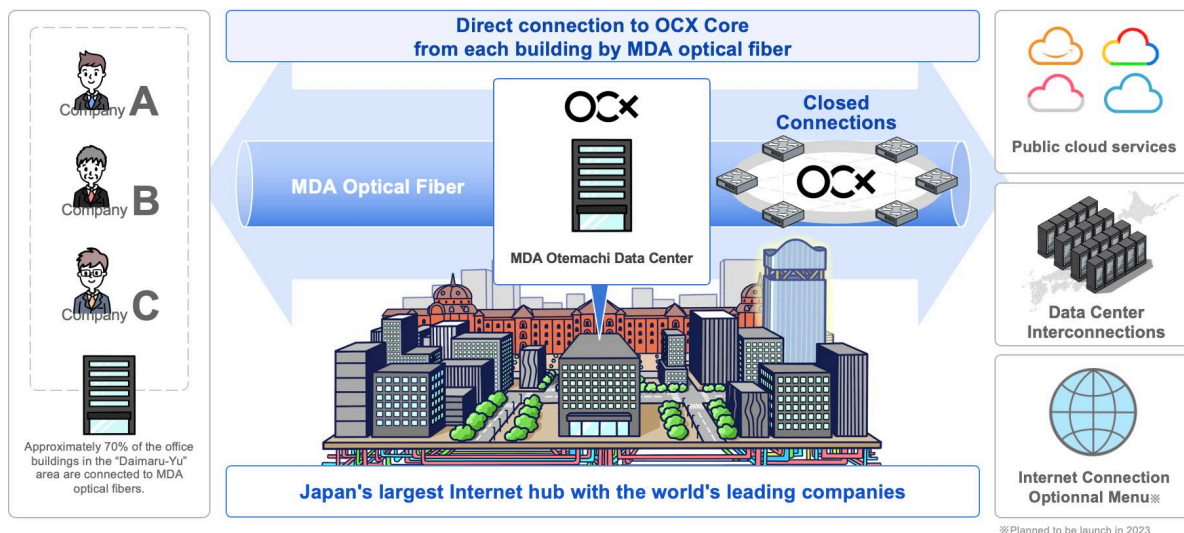 Direct connection to OCX Core
from each building by MDA optical fiber
Company A
Company B
Company C
Approximately 70% of the office
buildings in the "Daimaru-Yu"
area are connected to MDA
optical fibers.
MDA Optical Fiber
OCX
MDA Otemachi Data Center
Closed
Connections
OCX
Japan's largest Internet hub with the world's leading companies
Public cloud services
Data Center
Interconnections
Internet Connection
Optionnal Menu※
※Planned to be launch in 2023